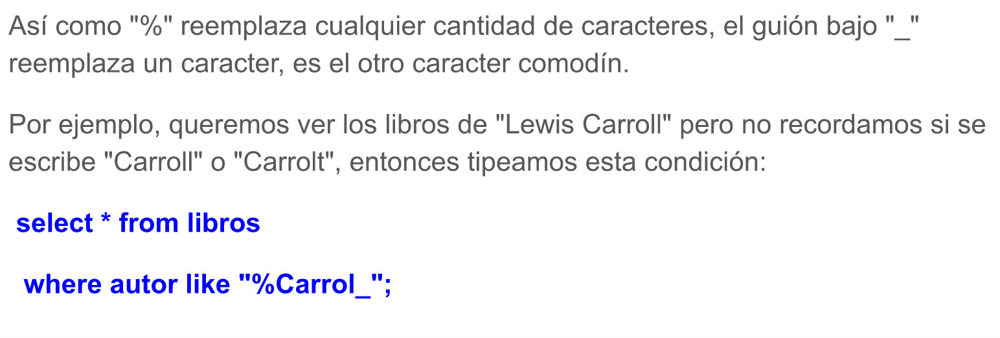 Así como "%" reemplaza cualquier cantidad de caracteres, el guión bajo "_"
reemplaza un caracter, es el otro caracter comodín.
Por ejemplo, queremos ver los libros de "Lewis Carroll" pero no recordamos si se
escribe "Carroll" o "Carrolt", entonces tipeamos esta condición:
select * from libros
where autor like "%Carrol_";